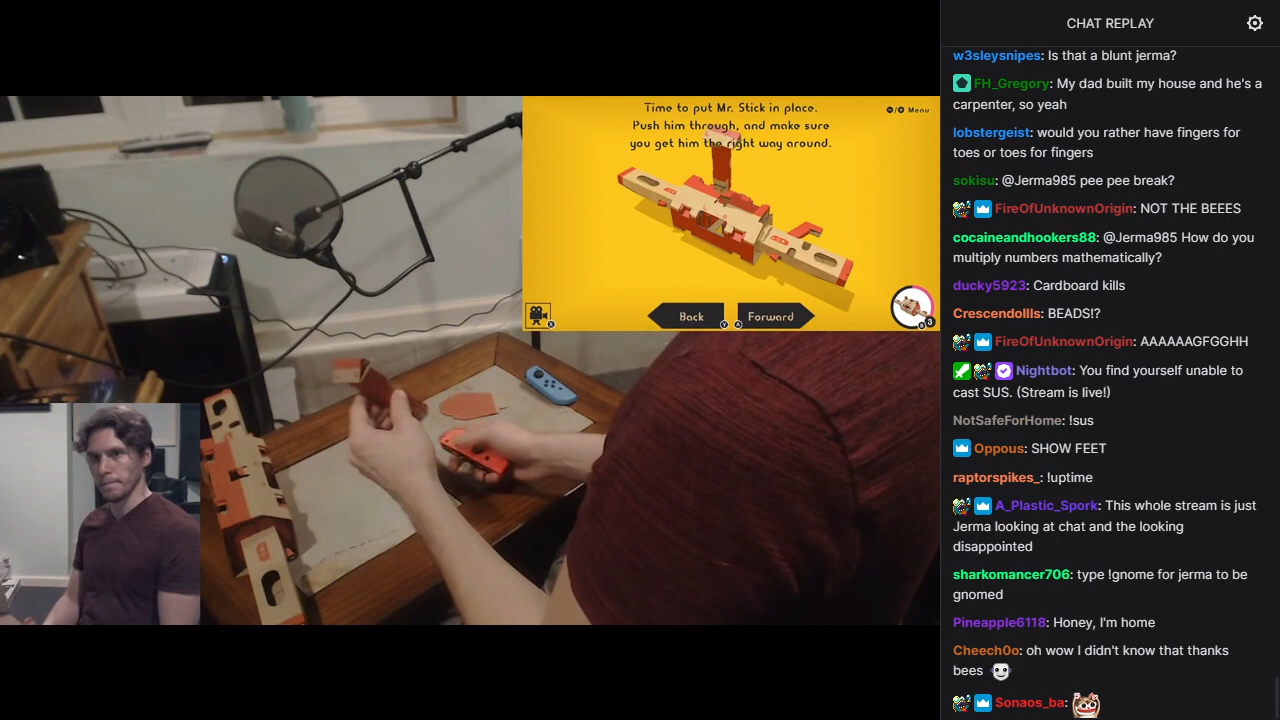 Time to put Mr. Stick in place.
Push him through, and make sure
you get him the right way around.
⊖/⊕ Menu
X
Back
Y
Forward
A
B
3
CHAT REPLAY
w3sleysnipes: Is that a blunt jerma?
FH_Gregory: My dad built my house and he's a
carpenter, so yeah
lobstergeist: would you rather have fingers for
toes or toes for fingers
sokisu: @Jerma985 pee pee break?
FireOfUnknownOrigin: NOT THE BEEES
cocaineandhookers88: @Jerma985 How do you
multiply numbers mathematically?
ducky5923: Cardboard kills
Crescendollls: BEADS!?
FireOfUnknownOrigin: AAAAAAGFGGHH
Nightbot: You find yourself unable to
cast SUS. (Stream is live!)
NotSafeForHome: !sus
Oppous: SHOW FEET
raptorspikes_: !uptime
A_Plastic_Spork: This whole stream is just
Jerma looking at chat and the looking
disappointed
sharkomancer706: type !gnome for jerma to be
gnomed
Pineapple6118: Honey, I'm home
Cheech0o: oh wow I didn't know that thanks
bees
Sonaos_ba: